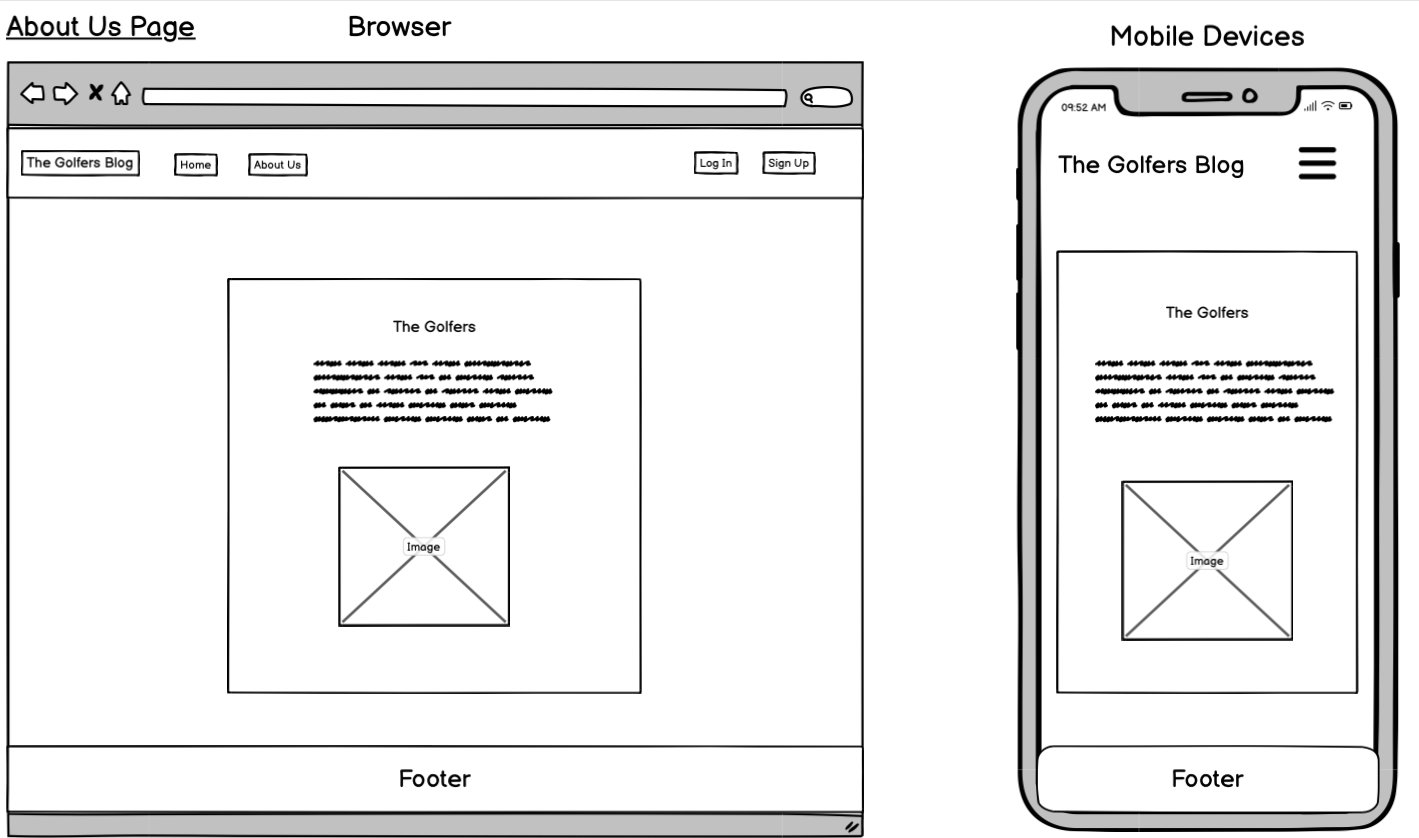 About Us Page
Browser
The Golfers Blog
Home
About Us
Log In
Sign Up
The Golfers
Image
Footer
Mobile Devices
09:52 AM
The Golfers Blog
The Golfers
Image
Footer